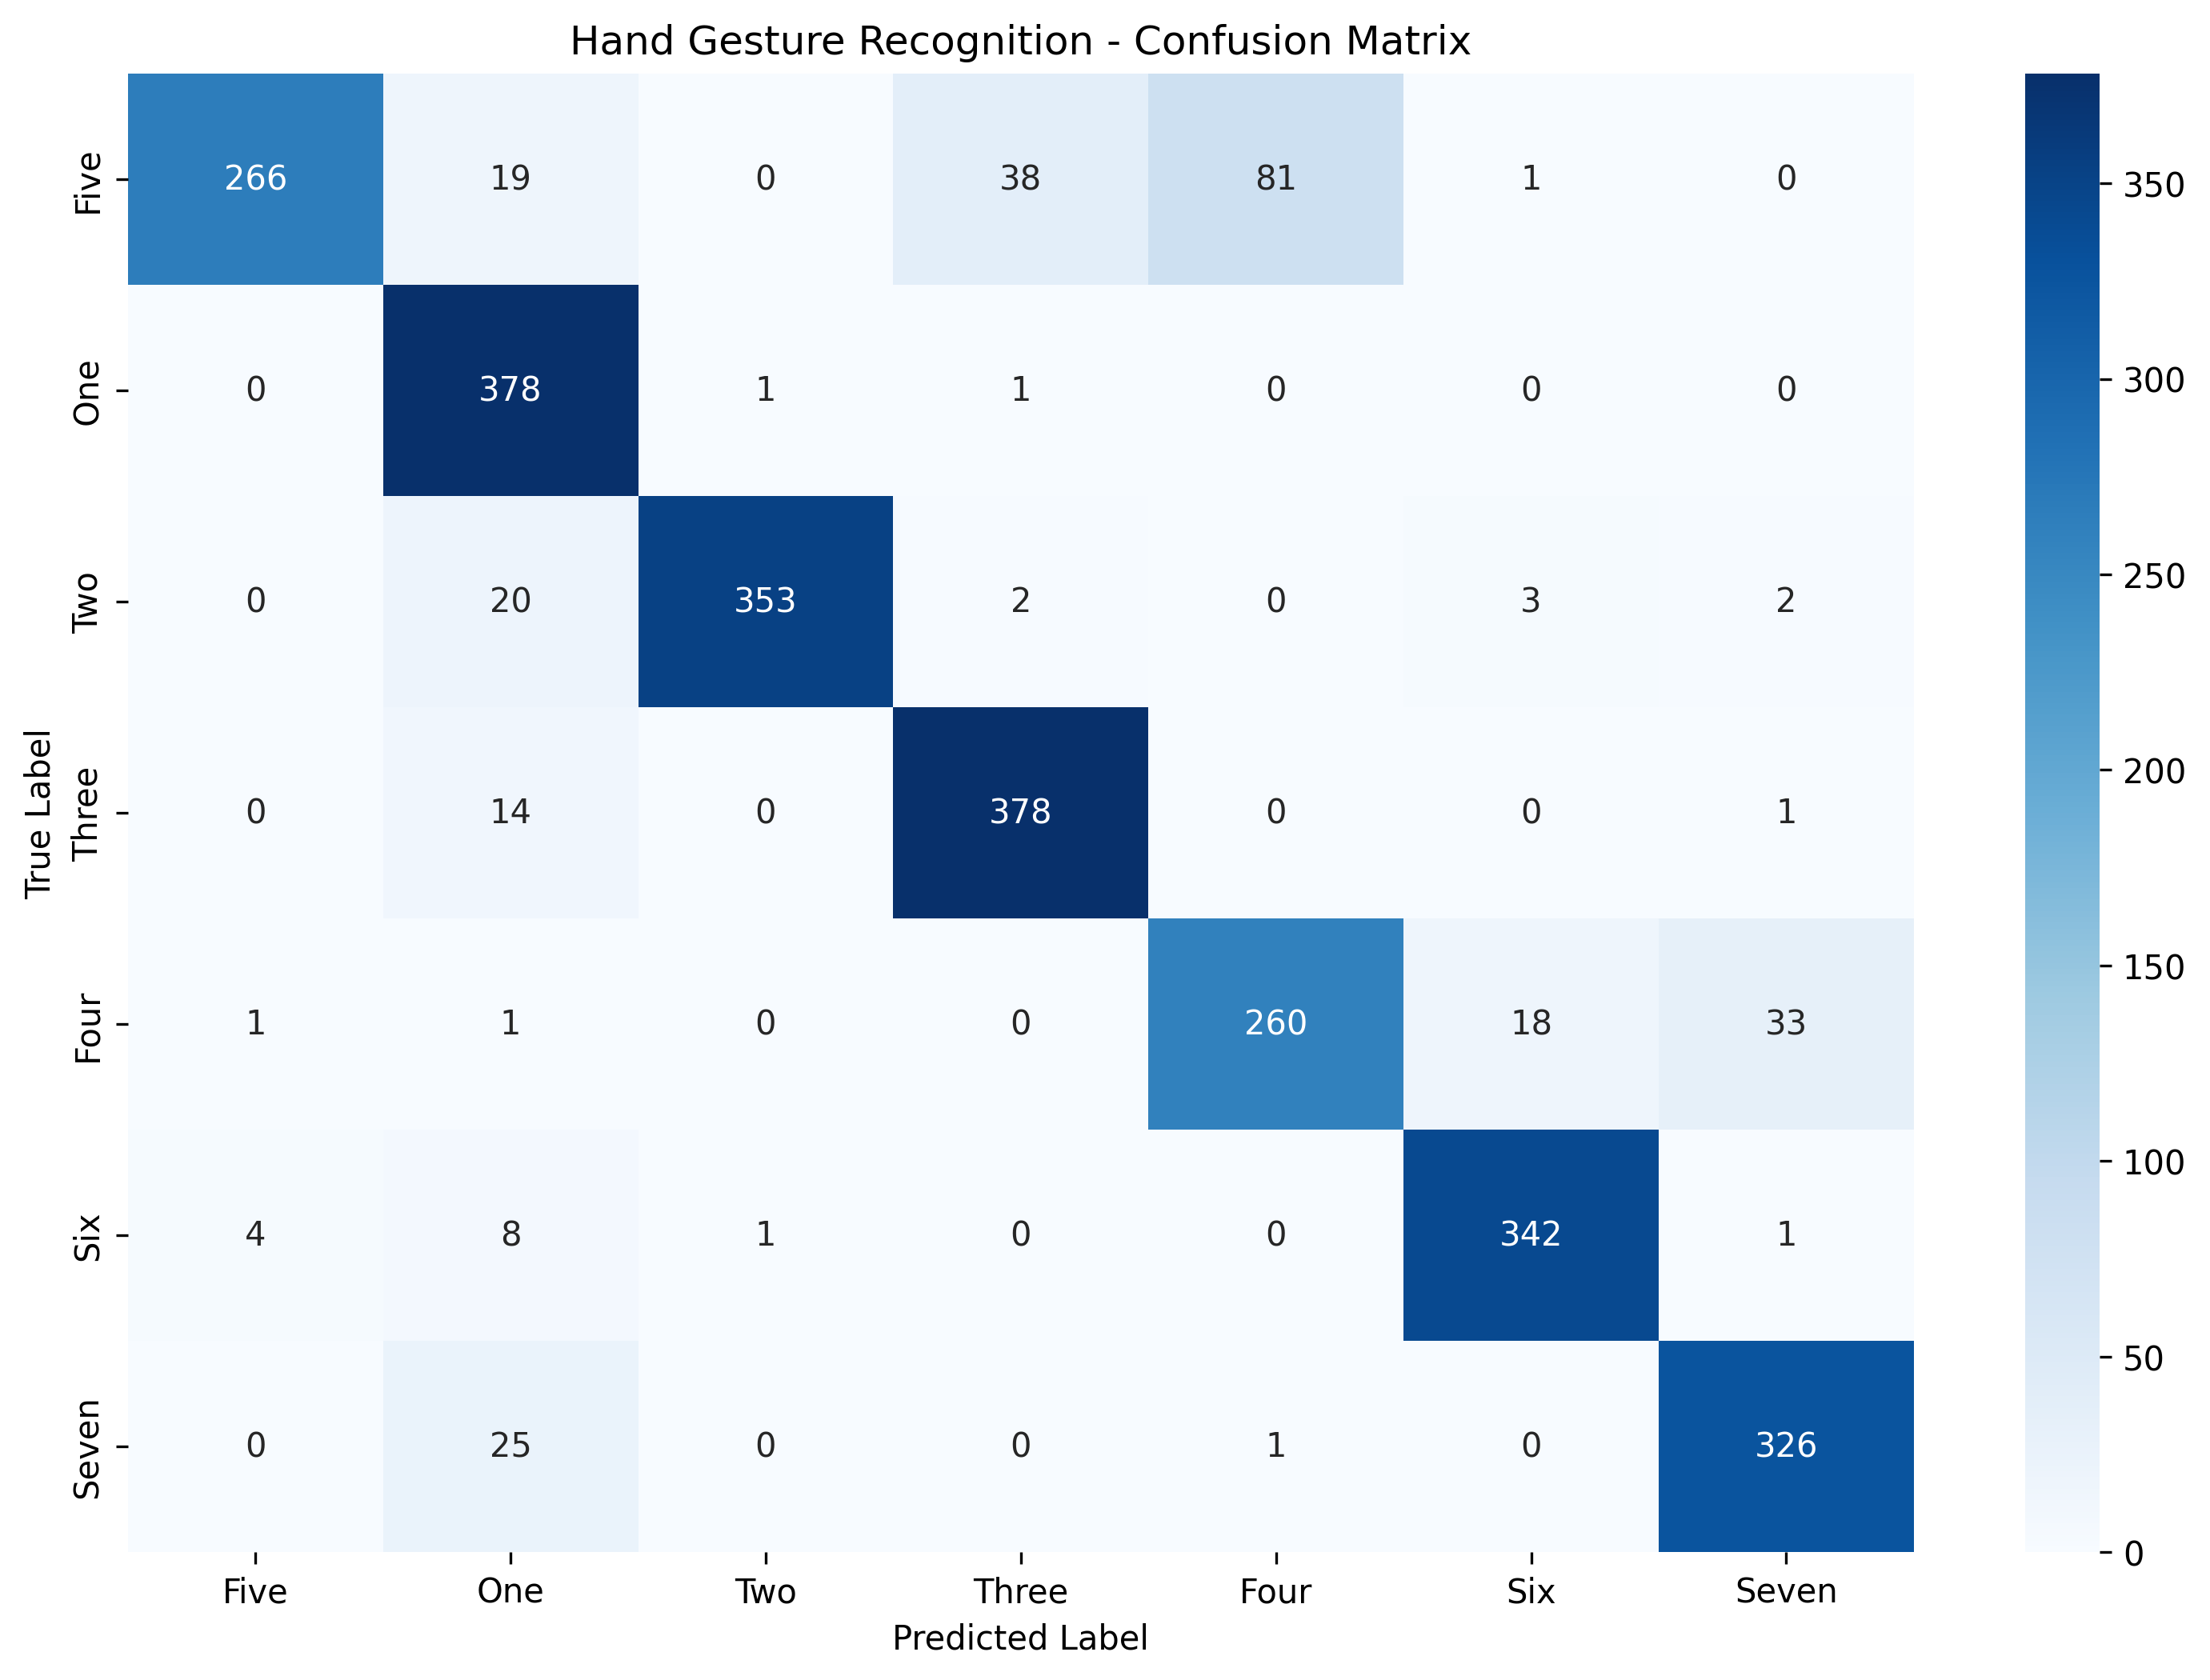 Hand Gesture Recognition - Confusion Matrix
True Label
Five 266 19 0 38 81 1 0
One 0 378 1 1 0 0 0
Two 0 20 353 2 0 3 2
Three 0 14 0 378 0 0 1
Four 1 1 0 0 260 18 33
Six 4 8 1 0 0 342 1
Seven 0 25 0 0 1 0 326
Five One Two Three Four Six Seven
Predicted Label
350
300
250
200
150
100
50
0